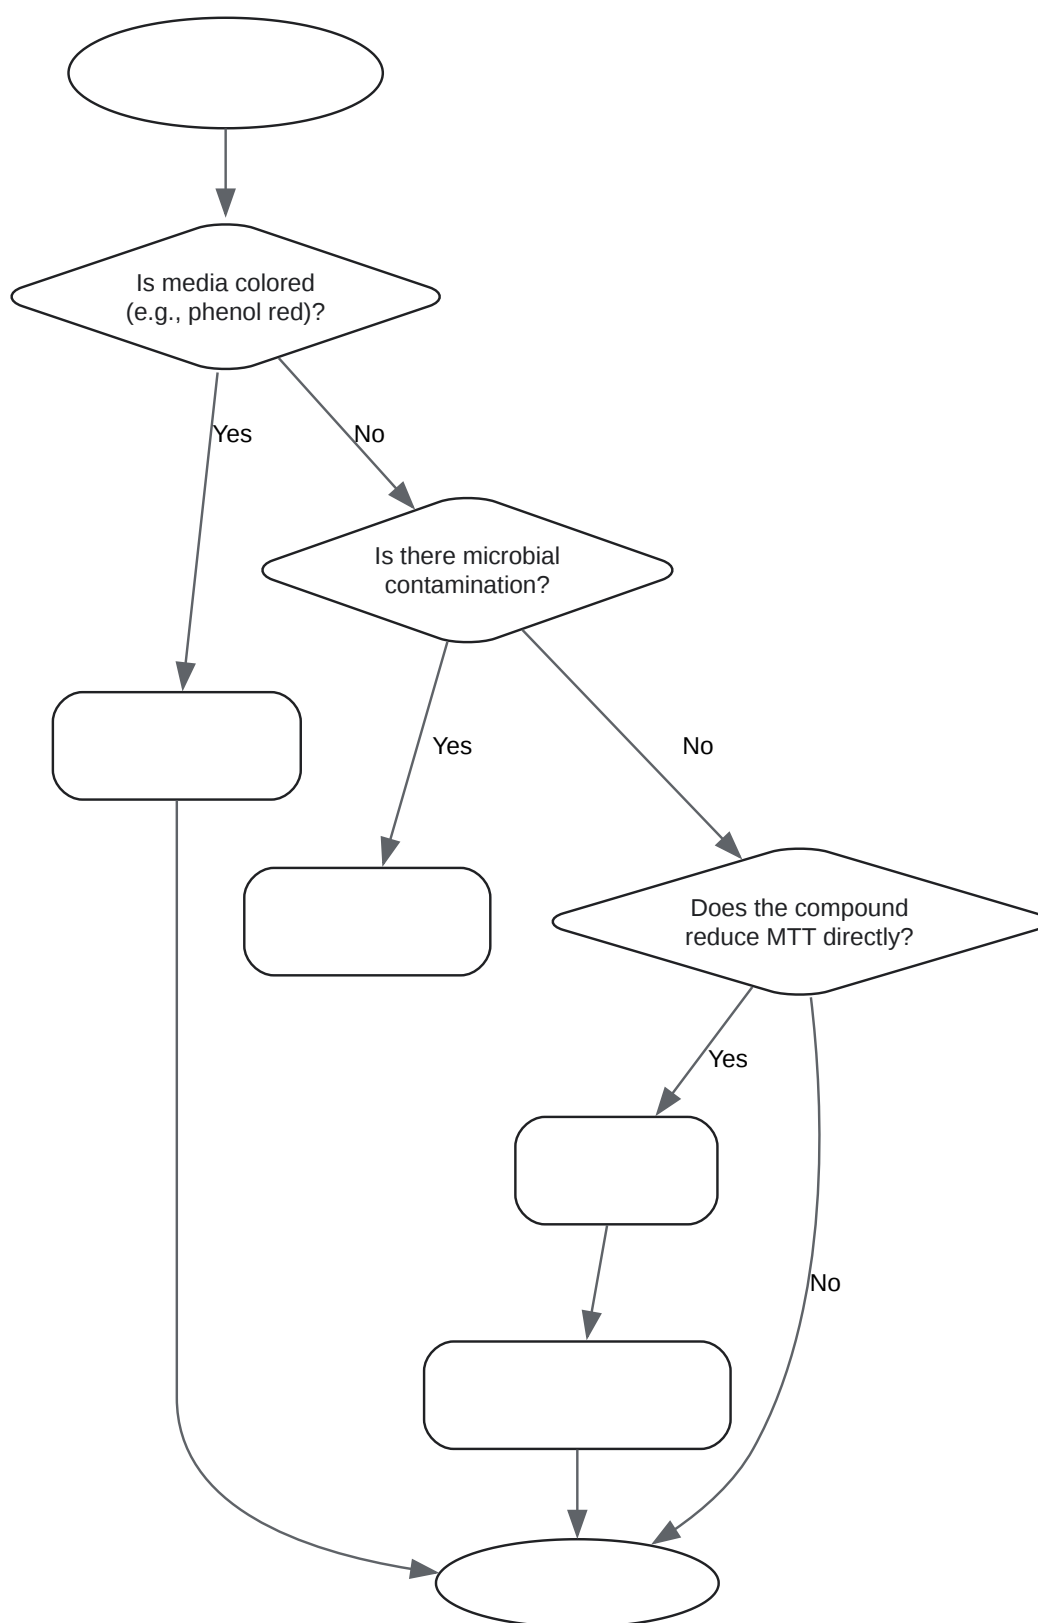 Is media colored
(e.g., phenol red)?
Yes
No
Is there microbial
contamination?
Yes
No
Does the compound
reduce MTT directly?
Yes
No